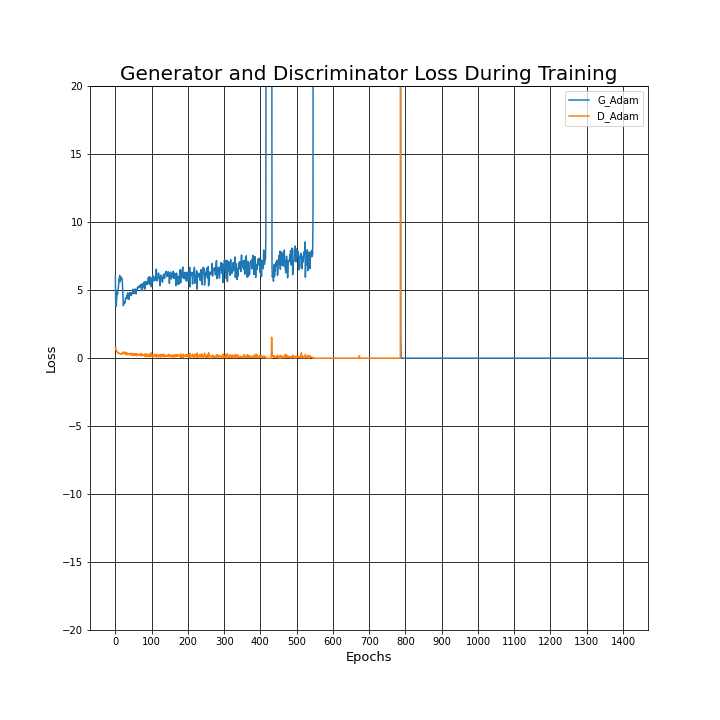 Generator and Discriminator Loss During Training
G_Adam
D_Adam
20
15
10
5
0
−5
−10
−15
−20
Loss
0 100 200 300 400 500 600 700 800 900 1000 1100 1200 1300 1400
Epochs